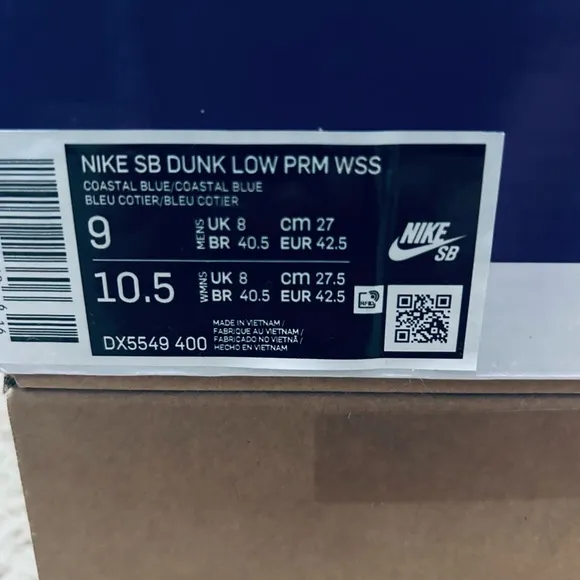 NIKE SB DUNK LOW PRM WSS
COASTAL BLUE/COASTAL BLUE
BLEU COTIER/BLEU COTIER
9 MENS UK 8 CM 27
BR 40.5 EUR 42.5
10.5 WMNS UK 8 CM 27.5
BR 40.5 EUR 42.5
DX5549 400
MADE IN VIETNAM /
FABRIQUE AU VIETNAM /
FABRICADO NO VIETNÃ /
HECHO EN VIETNAM
NIKE
SB